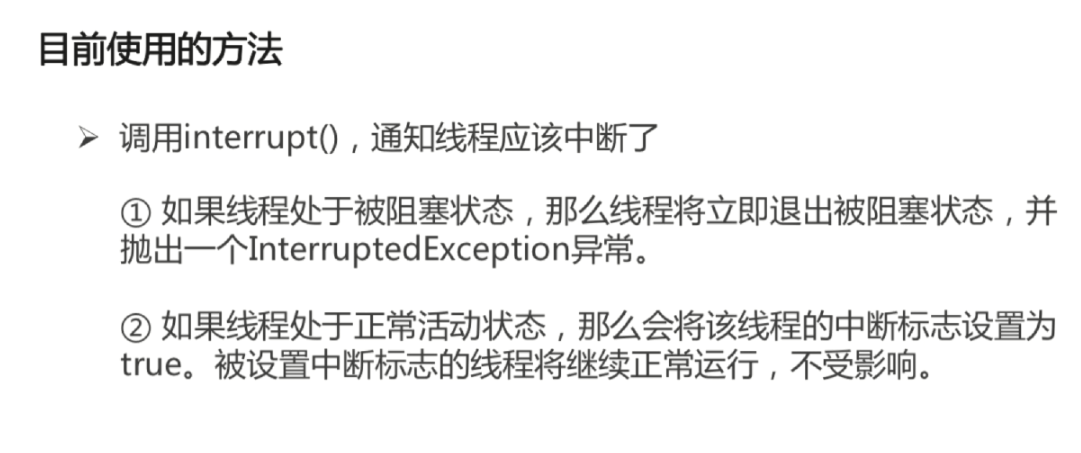 目前使用的方法
➢ 调用interrupt()，通知线程应该中断了
① 如果线程处于被阻塞状态，那么线程将立即退出被阻塞状态，并
抛出一个InterruptedException异常。
② 如果线程处于正常活动状态，那么会将该线程的中断标志设置为
true。被设置中断标志的线程将继续正常运行，不受影响。